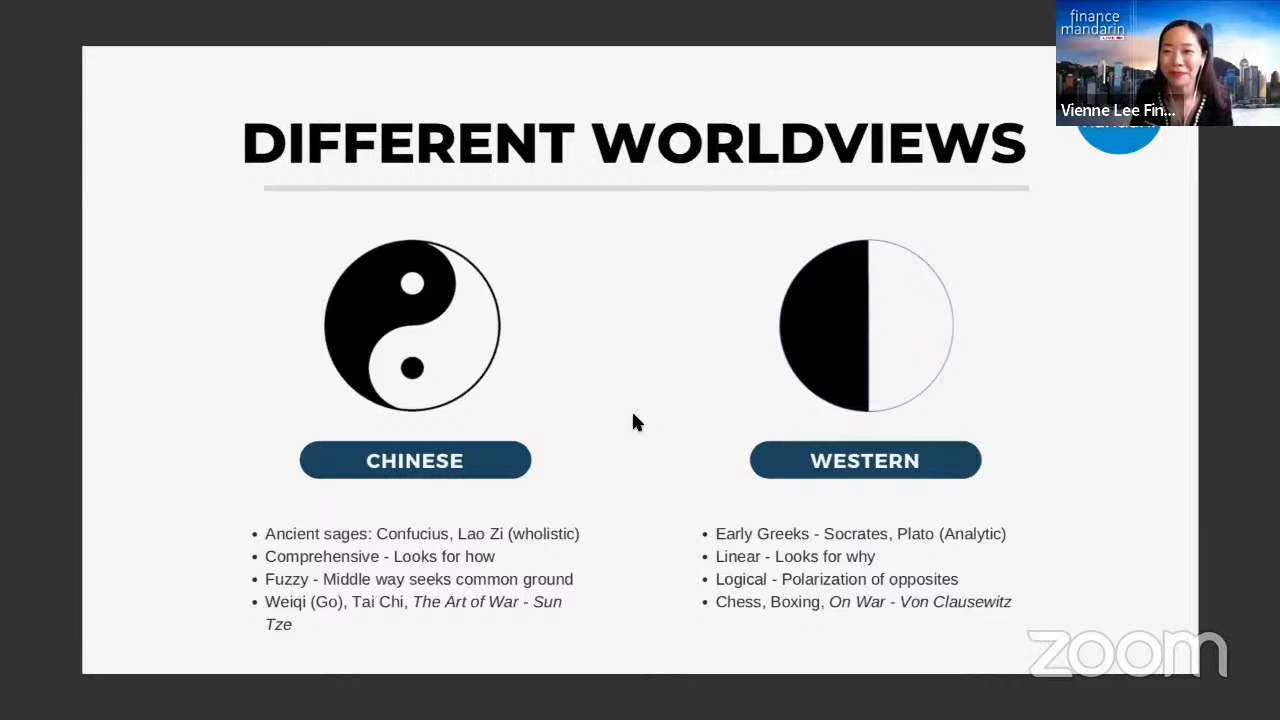 finance
mandarin
LIVE
Vienne Lee Fin...
DIFFERENT WORLDVIEWS
CHINESE
WESTERN
• Ancient sages: Confucius, Lao Zi (wholistic)
• Comprehensive - Looks for how
• Fuzzy - Middle way seeks common ground
• Weiqi (Go), Tai Chi, The Art of War - Sun
Tze
• Early Greeks - Socrates, Plato (Analytic)
• Linear - Looks for why
• Logical - Polarization of opposites
• Chess, Boxing, On War - Von Clausewitz
zoom